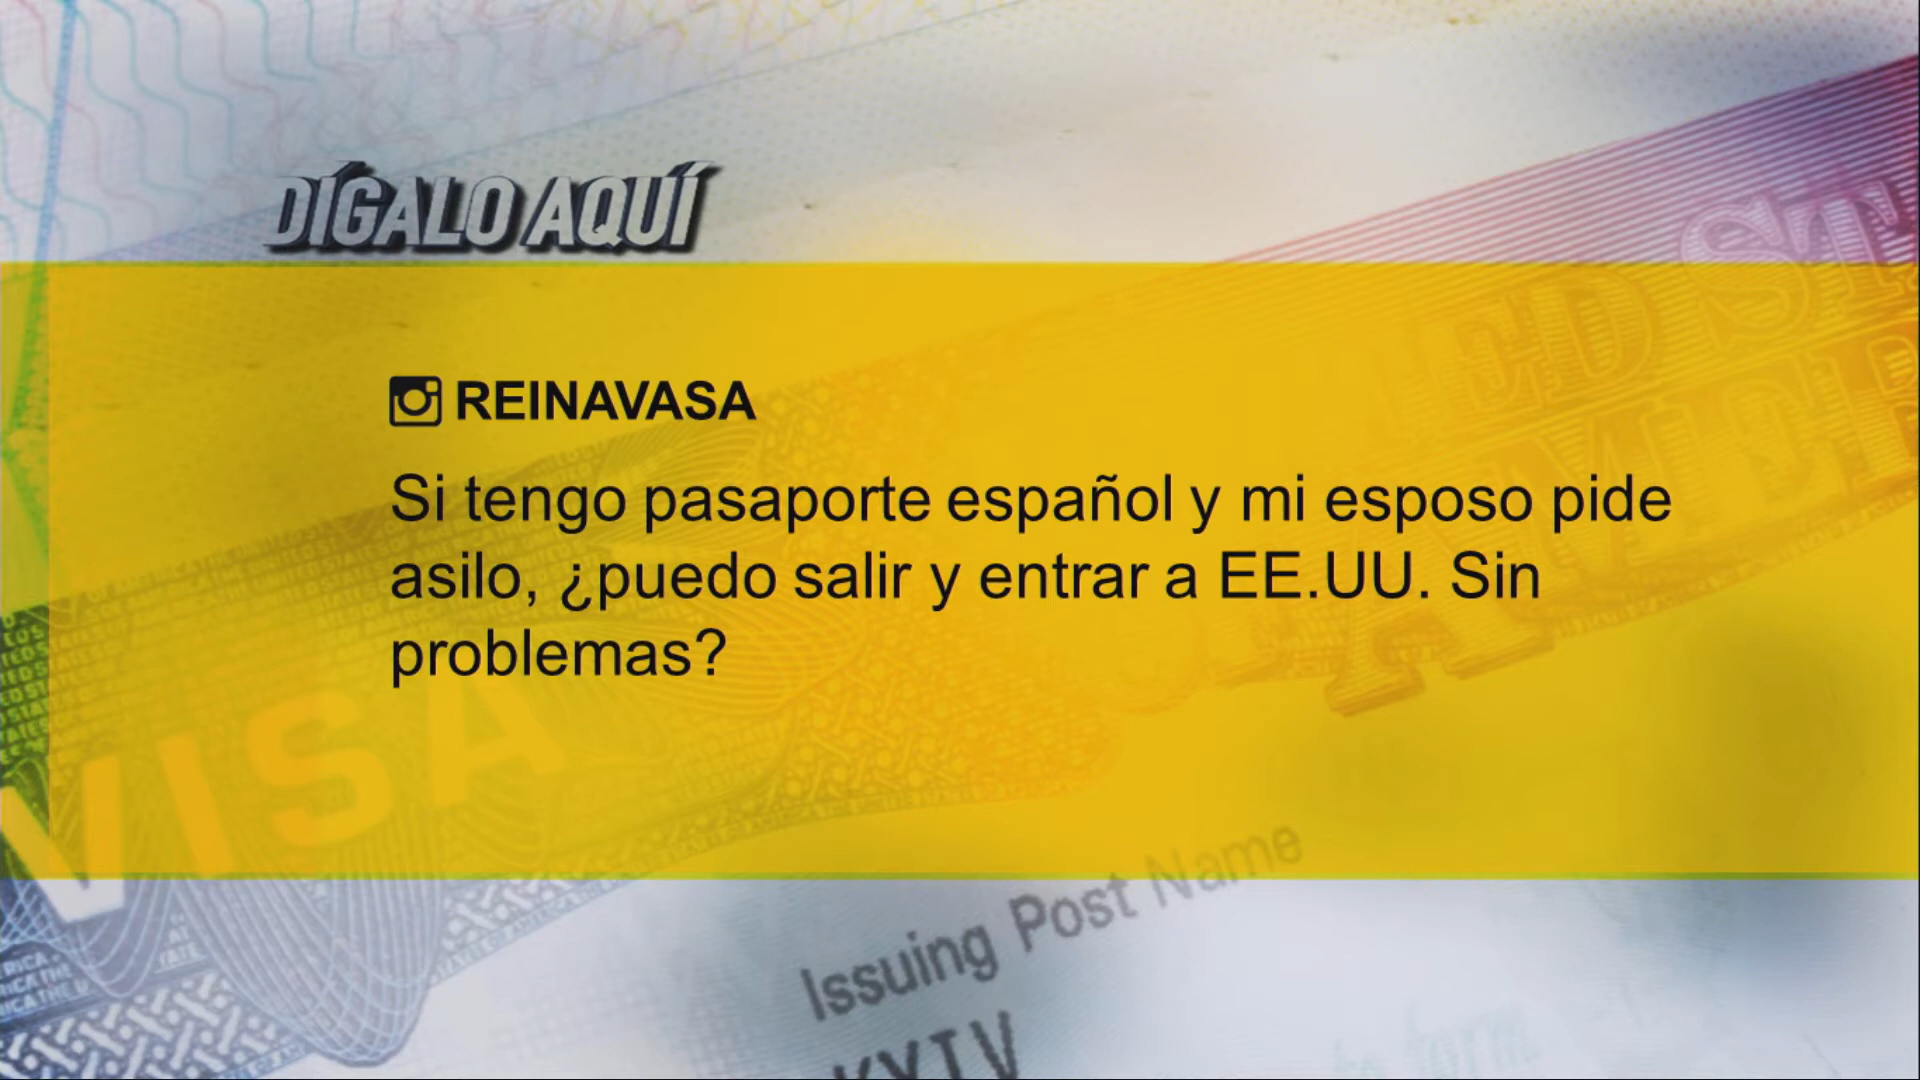 DÍGALO AQUÍ
REINAVASA
Si tengo pasaporte español y mi esposo pide
asilo, ¿puedo salir y entrar a EE.UU. Sin
problemas?
VISA
Issuing Post Name